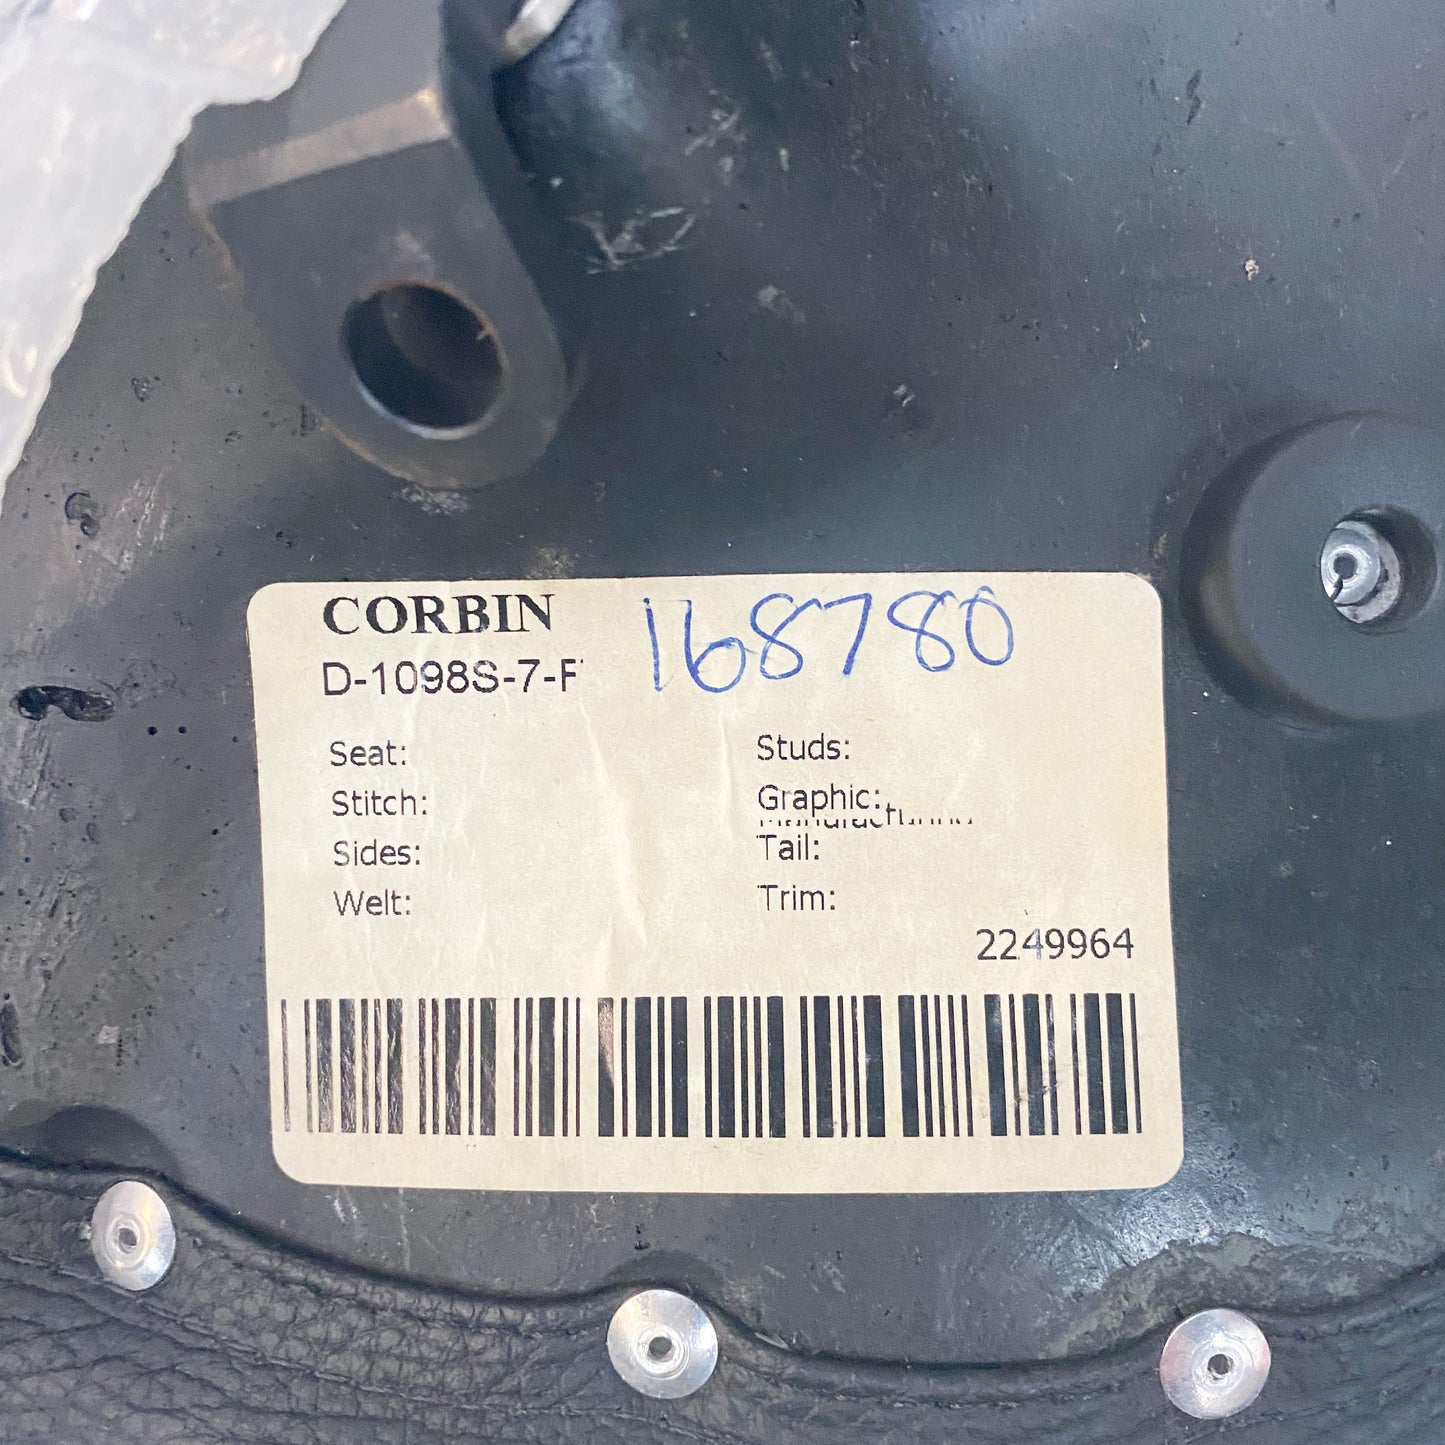 CORBIN 168780
D-1098S-7-F
Seat:
Stitch:
Sides:
Welt:
Studs:
Graphic:
Tail:
Trim:
2249964